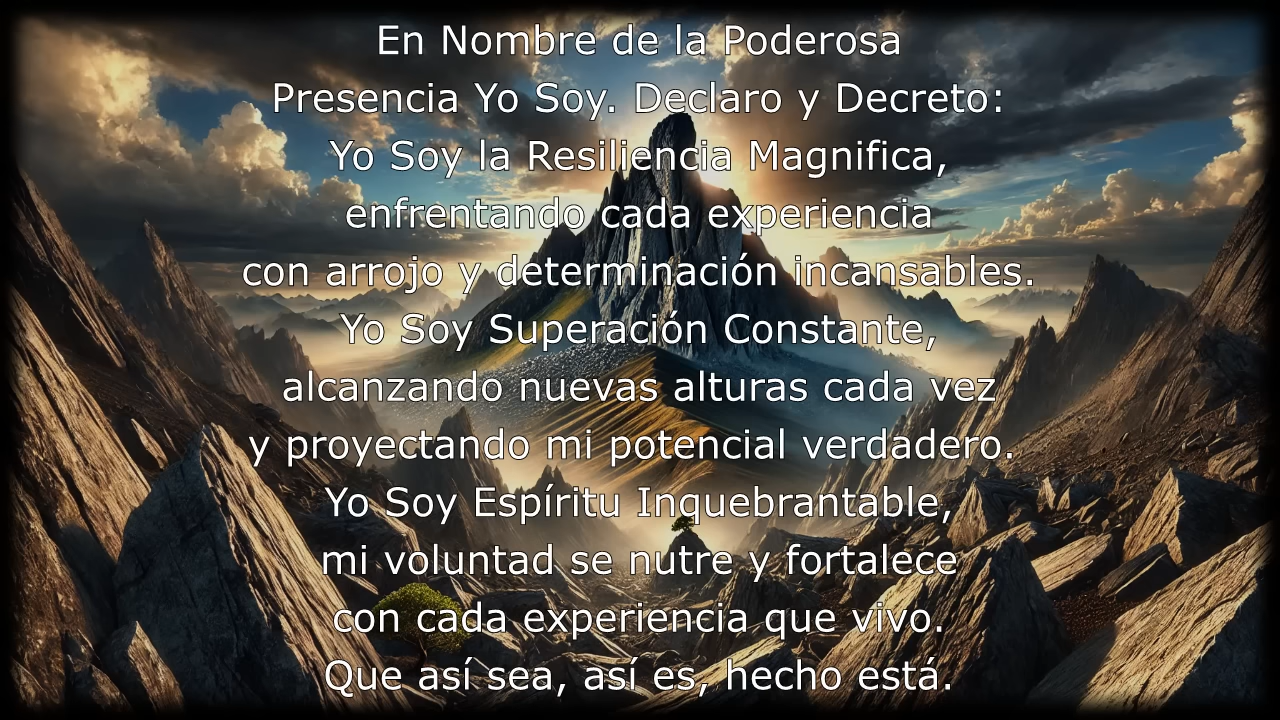 En Nombre de la Poderosa
Presencia Yo Soy. Declaro y Decreto:
Yo Soy la Resiliencia Magnifica,
enfrentando cada experiencia
con arrojo y determinación incansables.
Yo Soy Superación Constante,
alcanzando nuevas alturas cada vez
y proyectando mi potencial verdadero.
Yo Soy Espíritu Inquebrantable,
mi voluntad se nutre y fortalece
con cada experiencia que vivo.
Que así sea, así es, hecho está.